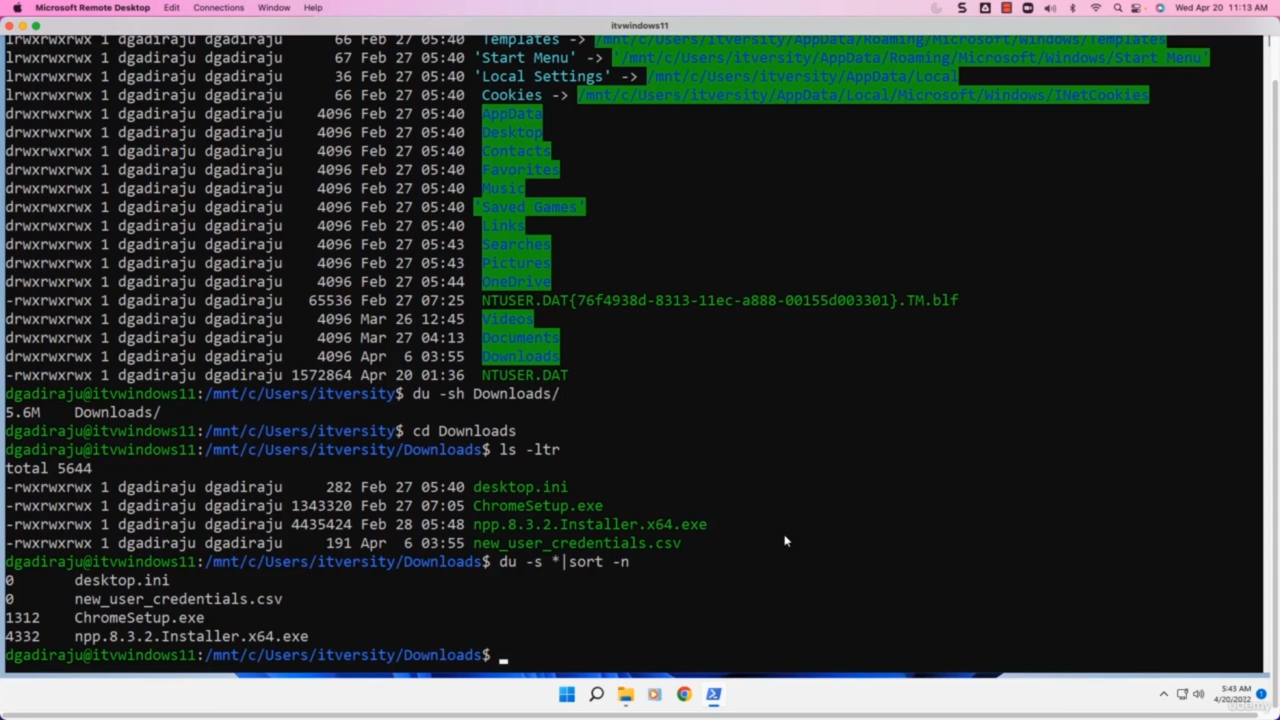 Microsoft Remote Desktop Edit Connections Window Help Wed Apr 20 11:13 AM
itvwindows11
lrwxrwxrwx 1 dgadiraju dgadiraju 66 Feb 27 05:40 Templates -> /mnt/c/Users/itversity/AppData/Roaming/Microsoft/Windows/Templates
lrwxrwxrwx 1 dgadiraju dgadiraju 67 Feb 27 05:40 'Start Menu' -> '/mnt/c/Users/itversity/AppData/Roaming/Microsoft/Windows/Start Menu'
lrwxrwxrwx 1 dgadiraju dgadiraju 36 Feb 27 05:40 'Local Settings' -> /mnt/c/Users/itversity/AppData/Local
lrwxrwxrwx 1 dgadiraju dgadiraju 66 Feb 27 05:40 Cookies -> /mnt/c/Users/itversity/AppData/Local/Microsoft/Windows/INetCookies
drwxrwxrwx 1 dgadiraju dgadiraju 4096 Feb 27 05:40 AppData
drwxrwxrwx 1 dgadiraju dgadiraju 4096 Feb 27 05:40 Desktop
drwxrwxrwx 1 dgadiraju dgadiraju 4096 Feb 27 05:40 Contacts
drwxrwxrwx 1 dgadiraju dgadiraju 4096 Feb 27 05:40 Favorites
drwxrwxrwx 1 dgadiraju dgadiraju 4096 Feb 27 05:40 Music
drwxrwxrwx 1 dgadiraju dgadiraju 4096 Feb 27 05:40 'Saved Games'
drwxrwxrwx 1 dgadiraju dgadiraju 4096 Feb 27 05:40 Links
drwxrwxrwx 1 dgadiraju dgadiraju 4096 Feb 27 05:43 Searches
drwxrwxrwx 1 dgadiraju dgadiraju 4096 Feb 27 05:43 Pictures
drwxrwxrwx 1 dgadiraju dgadiraju 4096 Feb 27 05:44 OneDrive
-rwxrwxrwx 1 dgadiraju dgadiraju 65536 Feb 27 07:25 NTUSER.DAT{76f4938d-8313-11ec-a888-00155d003301}.TM.blf
drwxrwxrwx 1 dgadiraju dgadiraju 4096 Mar 26 12:45 Videos
drwxrwxrwx 1 dgadiraju dgadiraju 4096 Mar 27 04:13 Documents
drwxrwxrwx 1 dgadiraju dgadiraju 4096 Apr 6 03:55 Downloads
-rwxrwxrwx 1 dgadiraju dgadiraju 1572864 Apr 20 01:36 NTUSER.DAT
dgadiraju@itvwindows11:/mnt/c/Users/itversity$ du -sh Downloads/
5.6M Downloads/
dgadiraju@itvwindows11:/mnt/c/Users/itversity$ cd Downloads
dgadiraju@itvwindows11:/mnt/c/Users/itversity/Downloads$ ls -ltr
total 5644
-rwxrwxrwx 1 dgadiraju dgadiraju 282 Feb 27 05:40 desktop.ini
-rwxrwxrwx 1 dgadiraju dgadiraju 1343320 Feb 27 07:05 ChromeSetup.exe
-rwxrwxrwx 1 dgadiraju dgadiraju 4435424 Feb 28 05:48 npp.8.3.2.Installer.x64.exe
-rwxrwxrwx 1 dgadiraju dgadiraju 191 Apr 6 03:55 new_user_credentials.csv
dgadiraju@itvwindows11:/mnt/c/Users/itversity/Downloads$ du -s *|sort -n
0 desktop.ini
0 new_user_credentials.csv
1312 ChromeSetup.exe
4332 npp.8.3.2.Installer.x64.exe
dgadiraju@itvwindows11:/mnt/c/Users/itversity/Downloads$
5:43 AM
4/20/2022
udemy